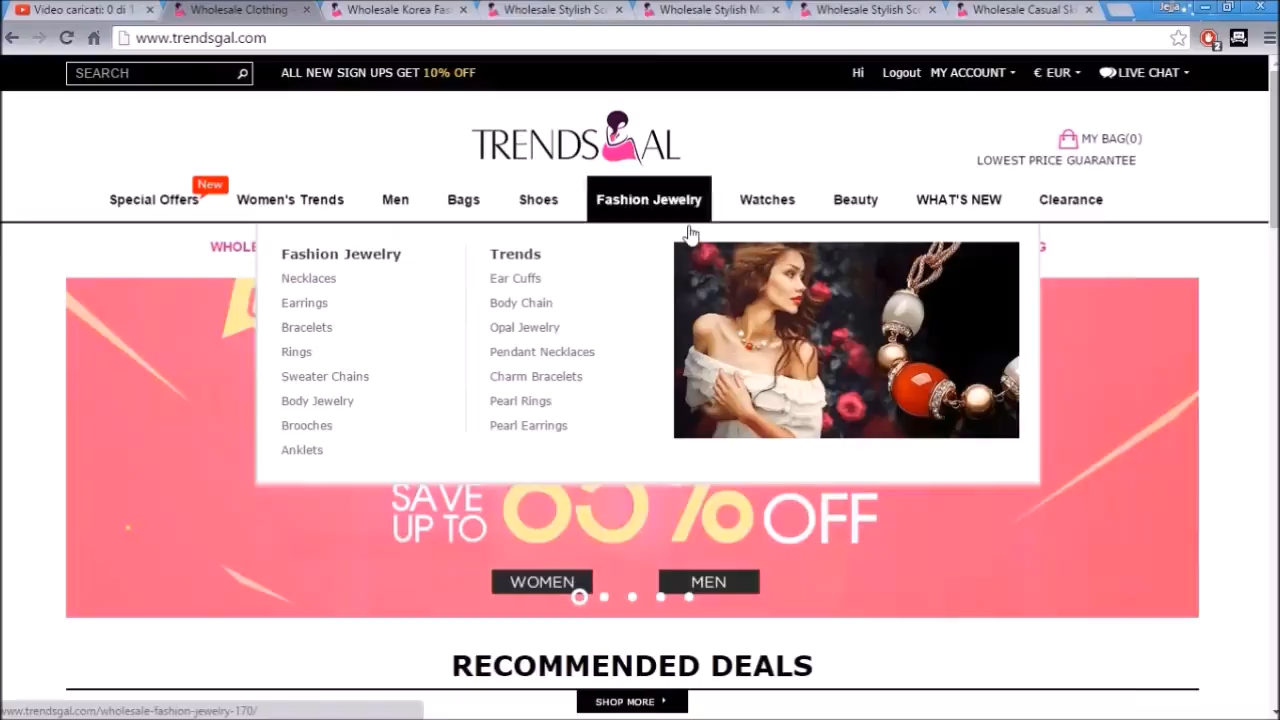 Video caricati: 0 di 1
Wholesale Clothing -
Wholesale Korea Fas
Wholesale Stylish Sc
Wholesale Stylish M
Wholesale Stylish Sc
Wholesale Casual Sk
Jejja
www.trendsgal.com
2
SEARCH
ALL NEW SIGN UPS GET 10% OFF
Hi
Logout
MY ACCOUNT
€ EUR
LIVE CHAT
TRENDSGAL
MY BAG(0)
LOWEST PRICE GUARANTEE
New
Special Offers
Women's Trends
Men
Bags
Shoes
Fashion Jewelry
Watches
Beauty
WHAT'S NEW
Clearance
WHOLE
G
Fashion Jewelry
Necklaces
Earrings
Bracelets
Rings
Sweater Chains
Body Jewelry
Brooches
Anklets
Trends
Ear Cuffs
Body Chain
Opal Jewelry
Pendant Necklaces
Charm Bracelets
Pearl Rings
Pearl Earrings
SAVE UP TO 85% OFF
WOMEN
MEN
RECOMMENDED DEALS
SHOP MORE
www.trendsgal.com/wholesale-fashion-jewelry-170/